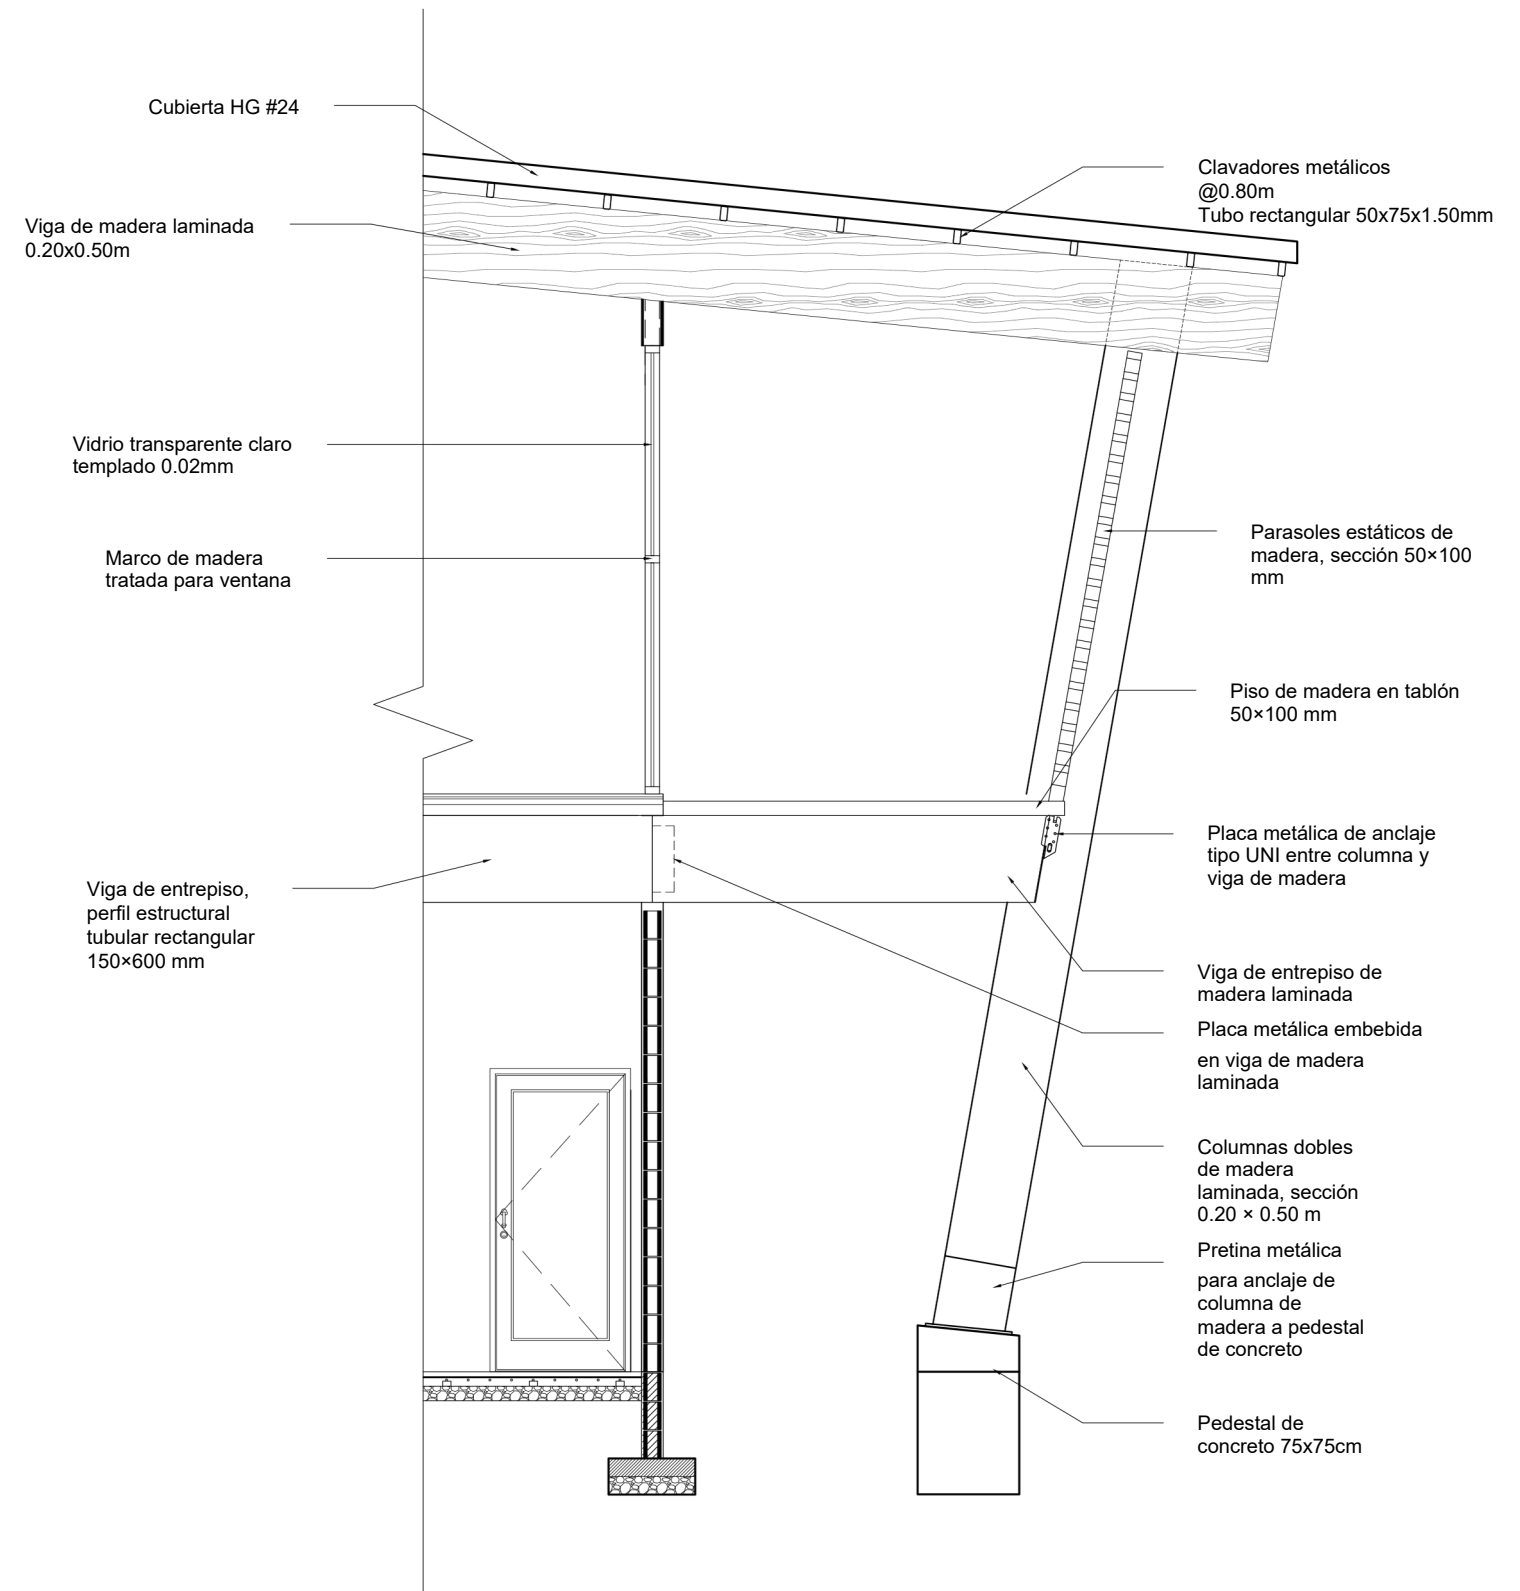 Cubierta HG #24
Viga de madera laminada
0.20x0.50m
Vidrio transparente claro
templado 0.02mm
Marco de madera
tratada para ventana
Viga de entrepiso,
perfil estructural
tubular rectangular
150×600 mm
Clavadores metálicos
@0.80m
Tubo rectangular 50x75x1.50mm
Parasoles estáticos de
madera, sección 50×100
mm
Piso de madera en tablón
50×100 mm
Placa metálica de anclaje
tipo UNI entre columna y
viga de madera
Viga de entrepiso de
madera laminada
Placa metálica embebida
en viga de madera
laminada
Columnas dobles
de madera
laminada, sección
0.20 × 0.50 m
Pretina metálica
para anclaje de
columna de
madera a pedestal
de concreto
Pedestal de
concreto 75x75cm